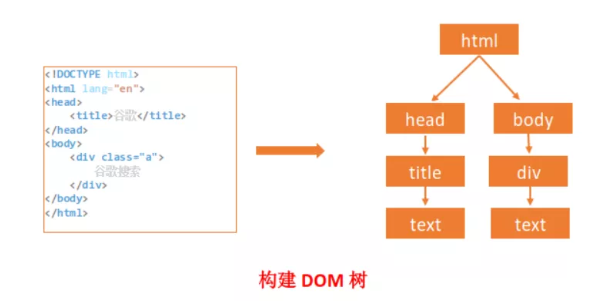 <!DOCTYPE html>
<html lang="en">
<head>
<title>谷歌</title>
</head>
<body>
<div class="a">
谷歌搜索
</div>
</body>
</html>
html
head body
title div
text text
构建 DOM 树